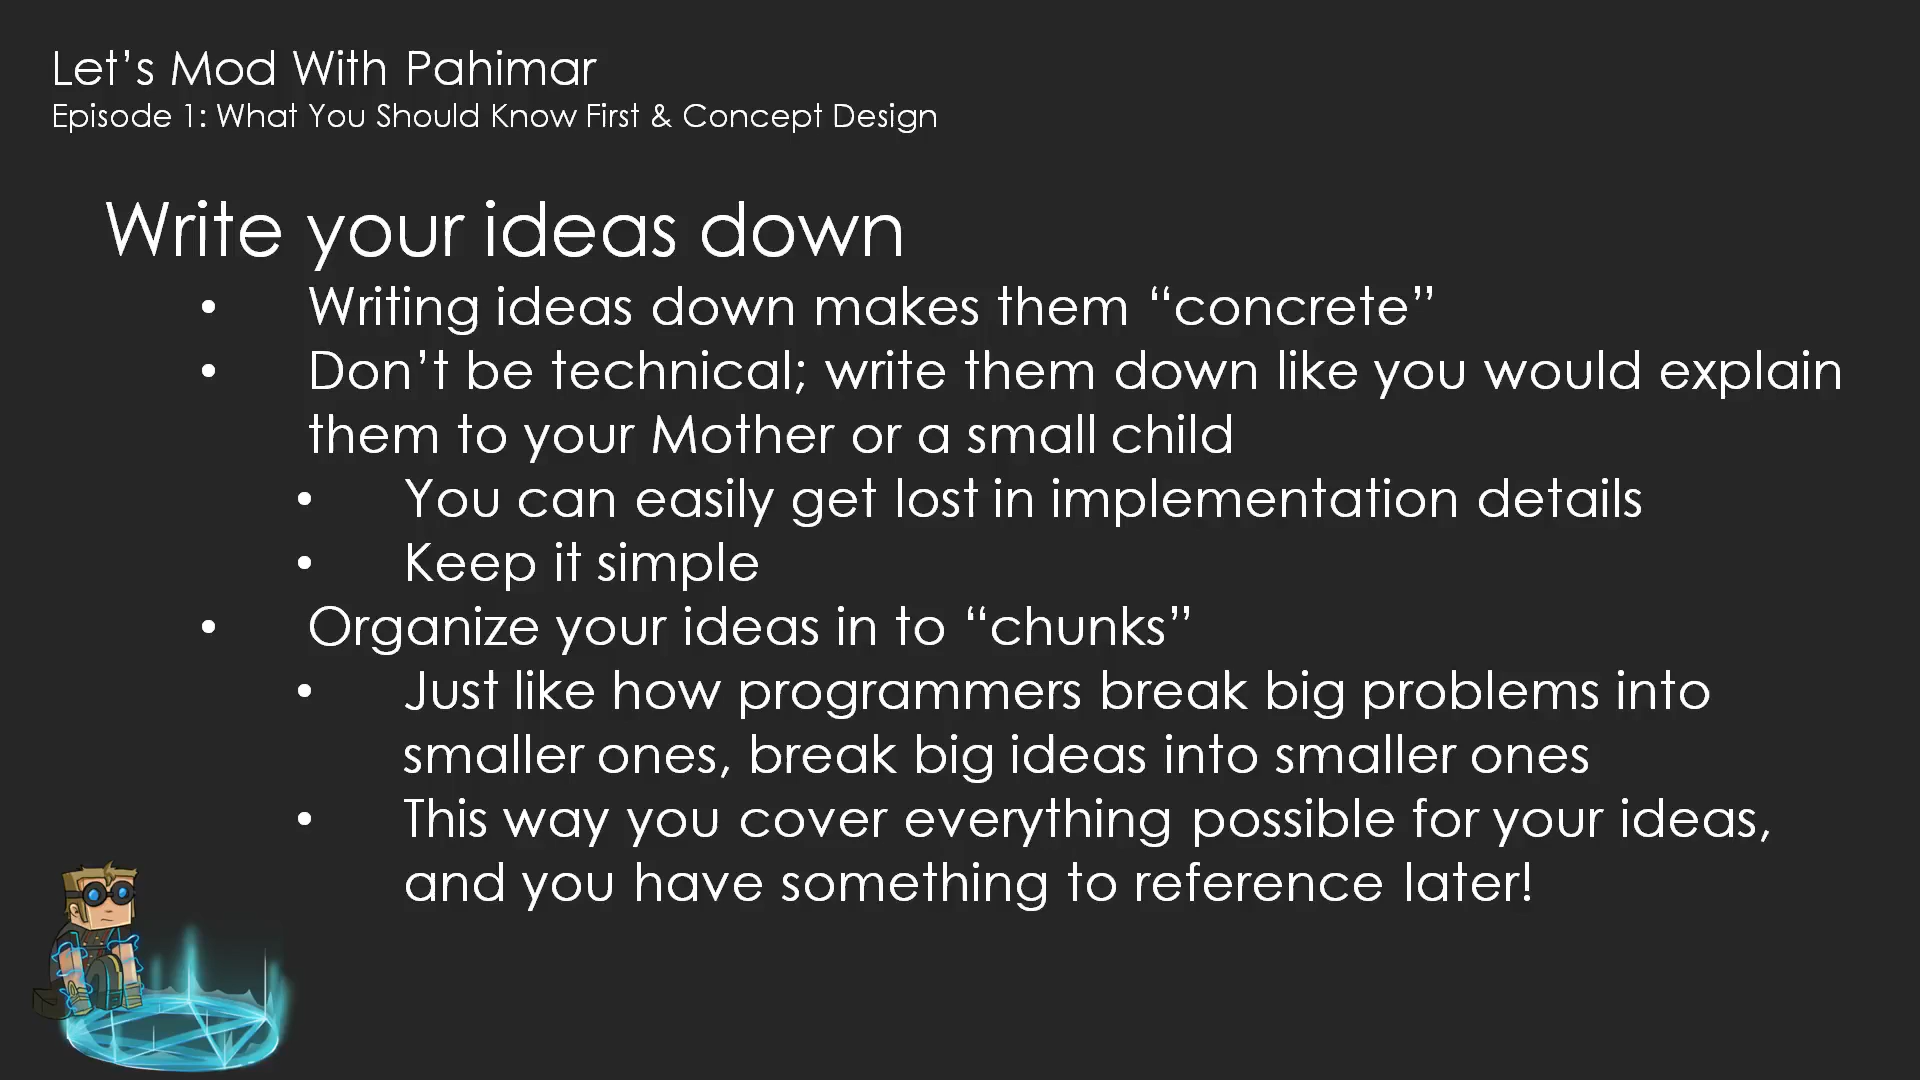 Let’s Mod With Pahimar
Episode 1: What You Should Know First & Concept Design
Write your ideas down
• Writing ideas down makes them “concrete”
• Don’t be technical; write them down like you would explain
them to your Mother or a small child
• You can easily get lost in implementation details
• Keep it simple
• Organize your ideas in to “chunks”
• Just like how programmers break big problems into
smaller ones, break big ideas into smaller ones
• This way you cover everything possible for your ideas,
and you have something to reference later!